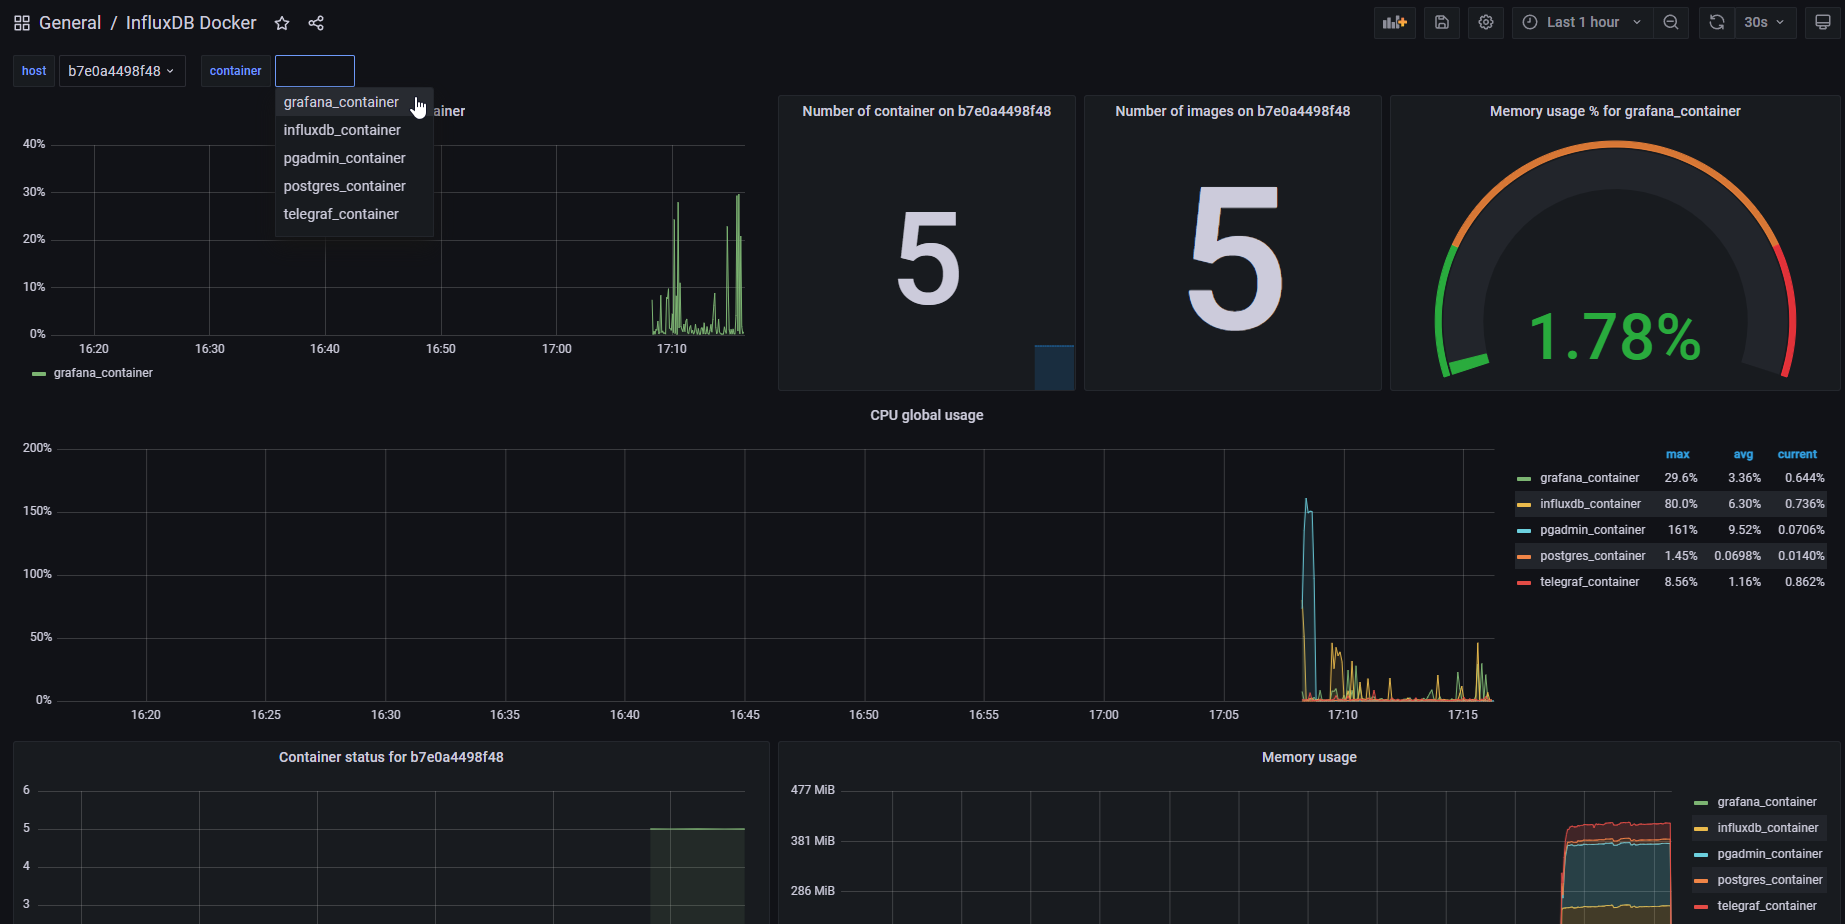 General / InfluxDB Docker
Last 1 hour
30s
host
b7e0a4498f48
container
grafana_container
influxdb_container
pgadmin_container
postgres_container
telegraf_container
ainer
40%
30%
20%
10%
0%
16:20 16:30 16:40 16:50 17:00 17:10
grafana_container
Number of container on b7e0a4498f48
5
Number of images on b7e0a4498f48
5
Memory usage % for grafana_container
1.78%
CPU global usage
200%
150%
100%
50%
0%
16:20 16:25 16:30 16:35 16:40 16:45 16:50 16:55 17:00 17:05 17:10 17:15
max avg current
grafana_container 29.6% 3.36% 0.644%
influxdb_container 80.0% 6.30% 0.736%
pgadmin_container 161% 9.52% 0.0706%
postgres_container 1.45% 0.0698% 0.0140%
telegraf_container 8.56% 1.16% 0.862%
Container status for b7e0a4498f48
6
5
4
3
Memory usage
477 MiB
381 MiB
286 MiB
grafana_container
influxdb_container
pgadmin_container
postgres_container
telegraf_container